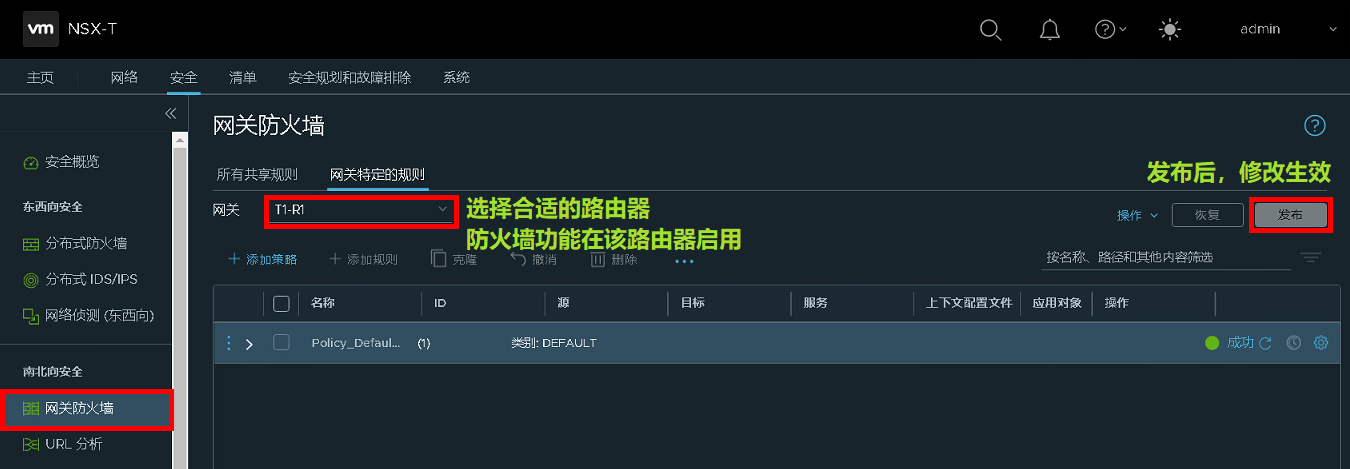 vm NSX-T admin
主页 网络 安全 清单 安全规划和故障排除 系统
网关防火墙
安全概览
发布后，修改生效
所有共享规则 网关特定的规则
东西向安全
网关 T1-R1 选择合适的路由器
操作 恢复 发布
分布式防火墙
防火墙功能在该路由器启用
添加策略 添加规则 克隆 撤消 删除 按名称、路径和其他内容筛选
分布式 IDS/IPS
名称 ID 源 目标 服务 上下文配置文件 应用对象 操作
网络侦测 (东西向)
Policy_Defaul... (1) 类别: DEFAULT 成功
南北向安全
网关防火墙
URL 分析